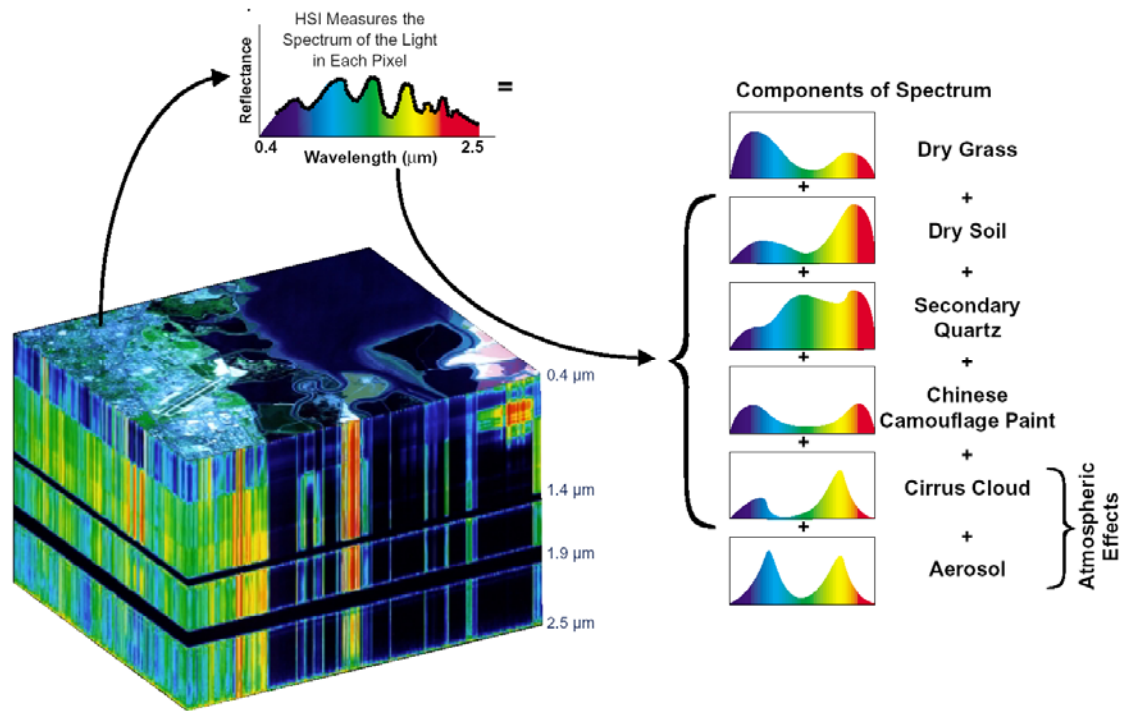 HSI Measures the
Spectrum of the Light
in Each Pixel
Reflectance
=
0.4
2.5
Wavelength (μm)
Components of Spectrum
Dry Grass
+
+
Dry Soil
+
+
Secondary
Quartz
+
+
Chinese
Camouflage Paint
+
+
Cirrus Cloud
+
+
Aerosol
Atmospheric
Effects
0.4 μm
1.4 μm
1.9 μm
2.5 μm